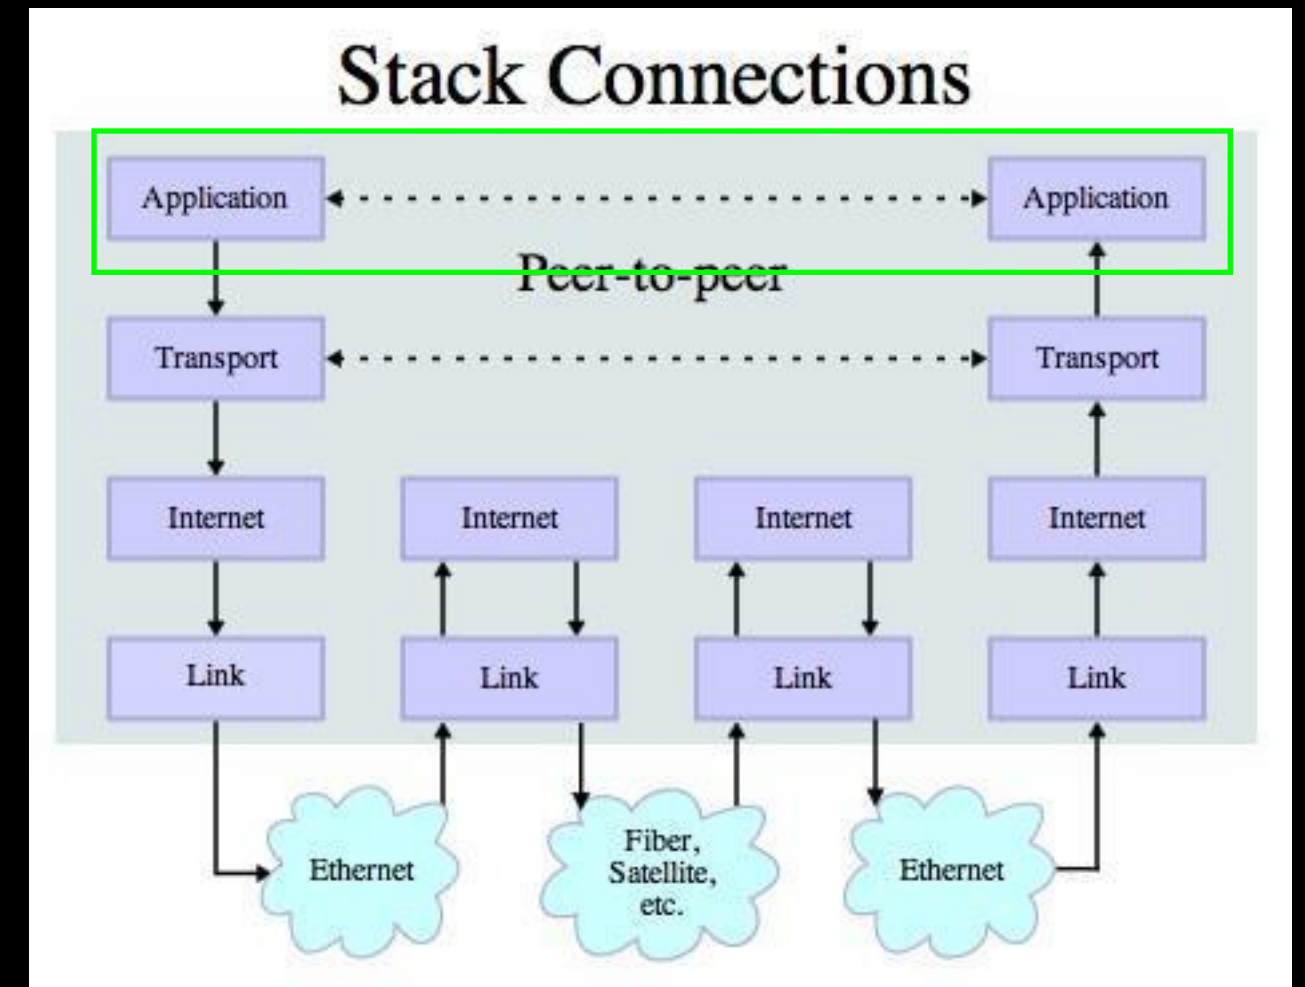 Stack Connections
Application
Application
Peer-to-peer
Transport
Transport
Internet
Internet
Internet
Internet
Link
Link
Link
Link
Ethernet
Fiber,
Satellite,
etc.
Ethernet